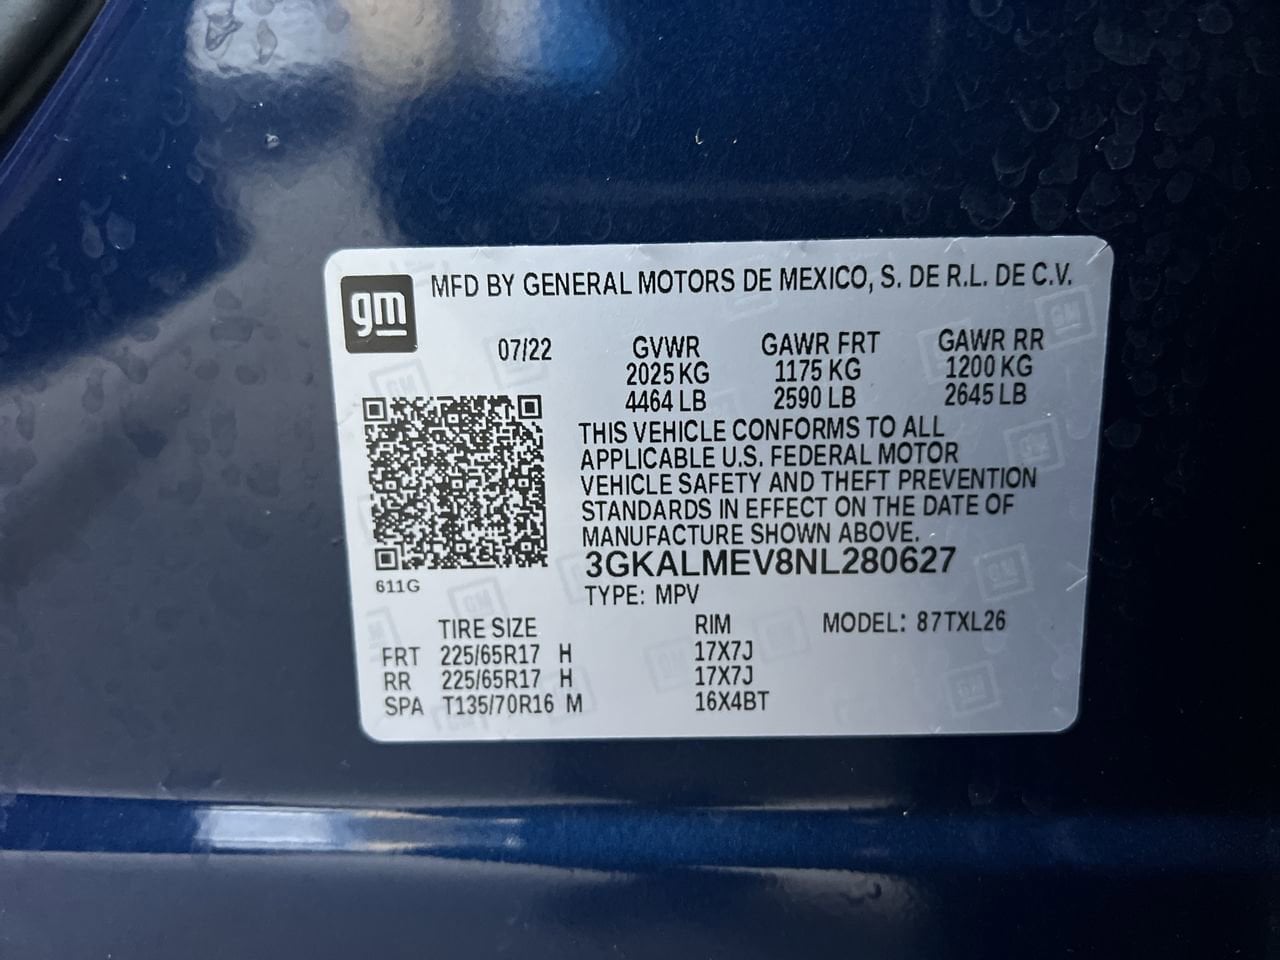 gm MFD BY GENERAL MOTORS DE MEXICO, S. DE R.L. DE C.V.
07/22 GVWR GAWR FRT GAWR RR
2025 KG 1175 KG 1200 KG
4464 LB 2590 LB 2645 LB
THIS VEHICLE CONFORMS TO ALL
APPLICABLE U.S. FEDERAL MOTOR
VEHICLE SAFETY AND THEFT PREVENTION
STANDARDS IN EFFECT ON THE DATE OF
MANUFACTURE SHOWN ABOVE.
3GKALMEV8NL280627
611G
TYPE: MPV
TIRE SIZE RIM MODEL: 87TXL26
FRT 225/65R17 H 17X7J
RR 225/65R17 H 17X7J
SPA T135/70R16 M 16X4BT